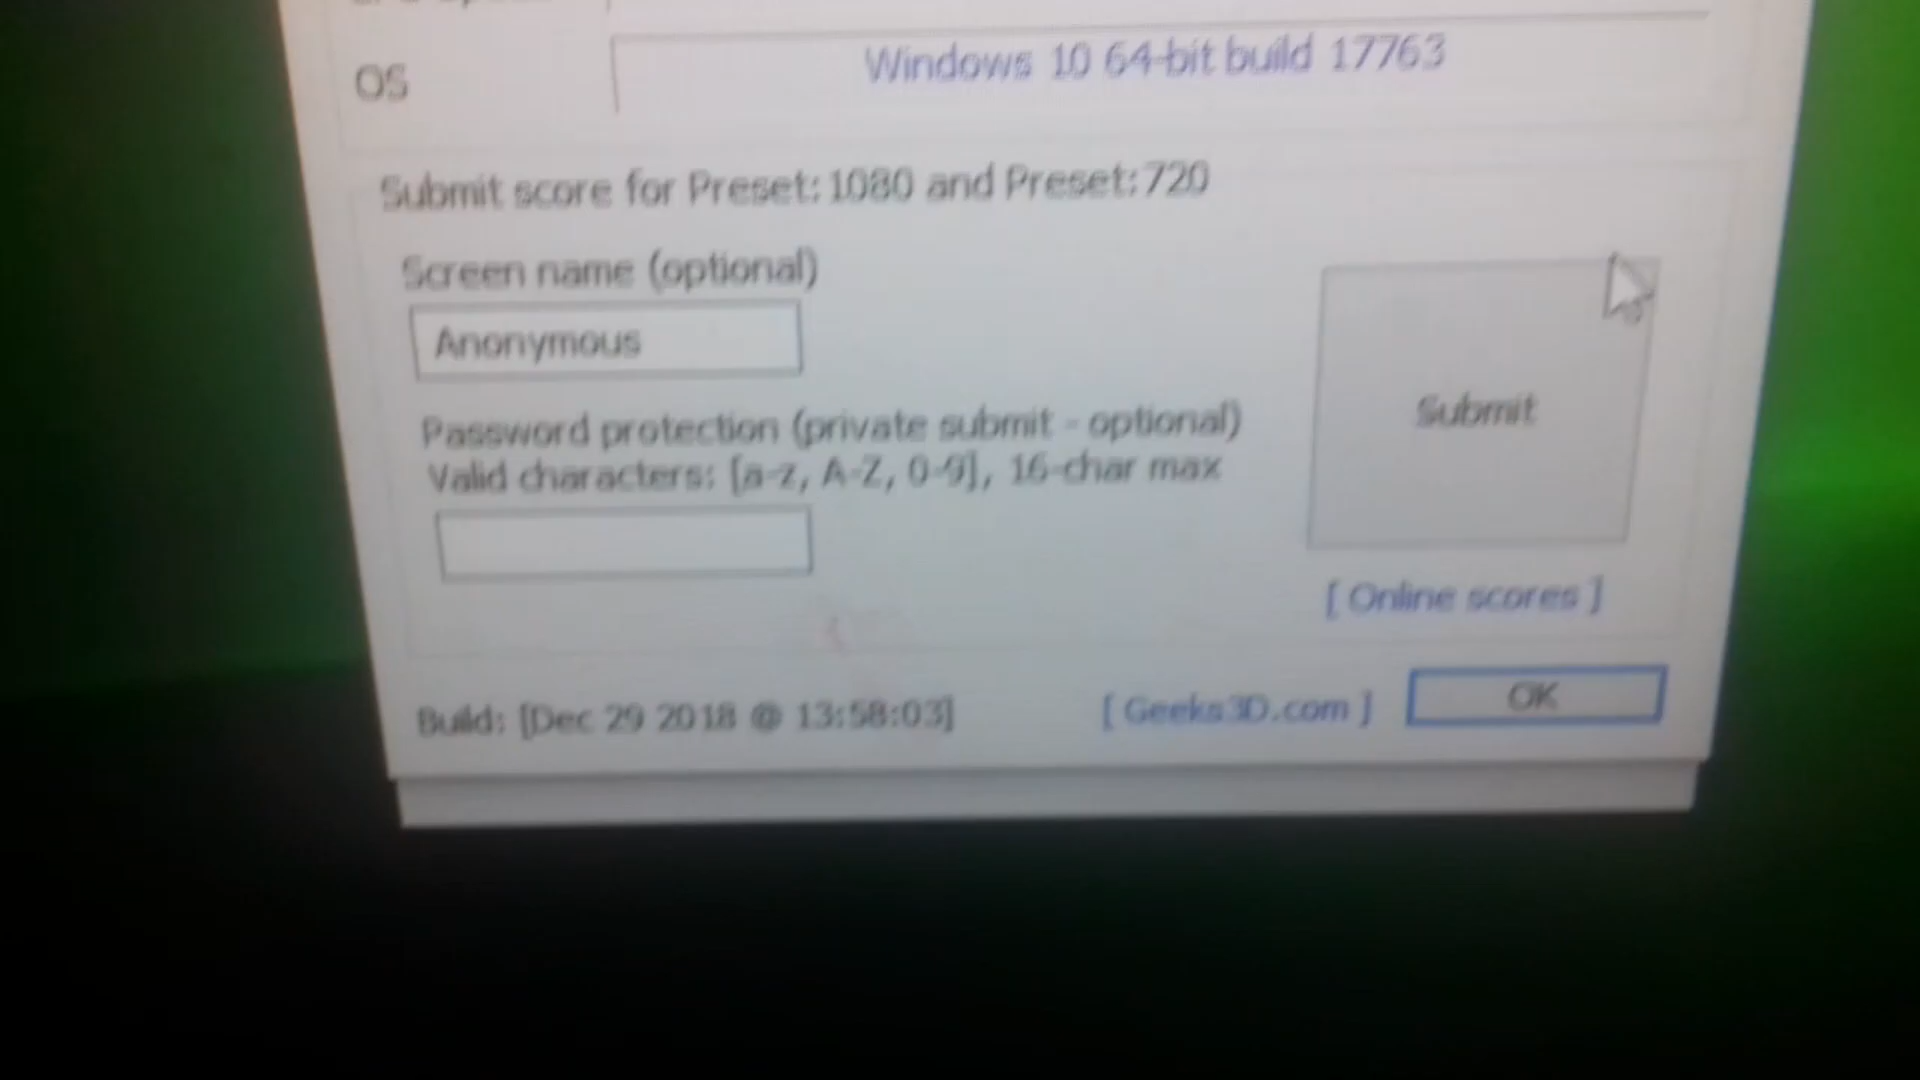 OS
Windows 10 64-bit build 17763
Submit score for Preset:1080 and Preset:720
Screen name (optional)
Anonymous
Password protection (private submit - optional)
Valid characters: [a-z, A-Z, 0-9], 16-char max
Submit
[ Online scores ]
Build: [Dec 29 2018 @ 13:58:03]
[ Geeks3D.com ]
OK